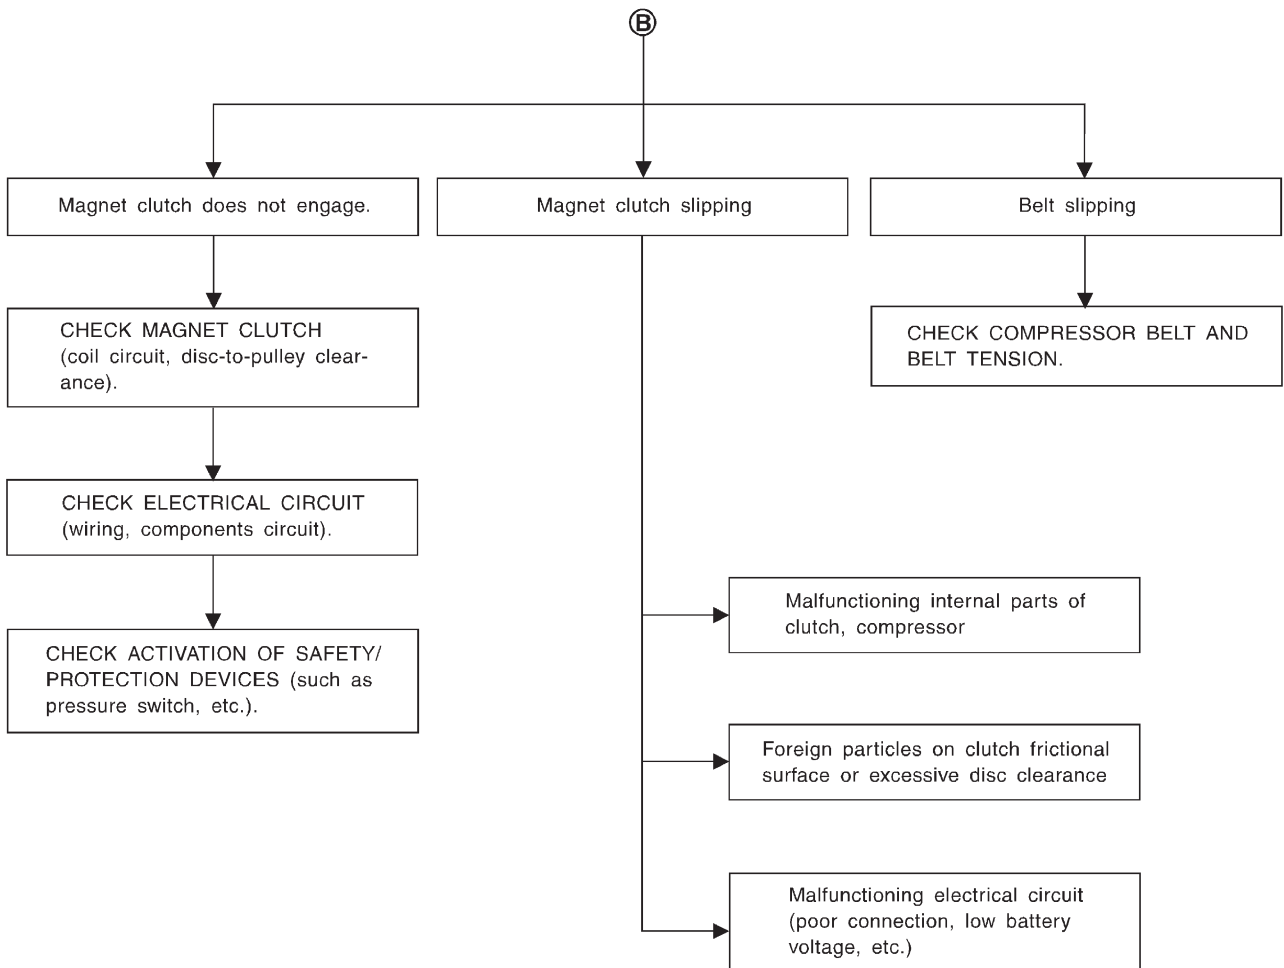 B
Magnet clutch does not engage.
Magnet clutch slipping
Belt slipping
CHECK MAGNET CLUTCH
(coil circuit, disc-to-pulley clear-
ance).
CHECK COMPRESSOR BELT AND
BELT TENSION.
CHECK ELECTRICAL CIRCUIT
(wiring, components circuit).
CHECK ACTIVATION OF SAFETY/
PROTECTION DEVICES (such as
pressure switch, etc.).
Malfunctioning internal parts of
clutch, compressor
Foreign particles on clutch frictional
surface or excessive disc clearance
Malfunctioning electrical circuit
(poor connection, low battery
voltage, etc.)